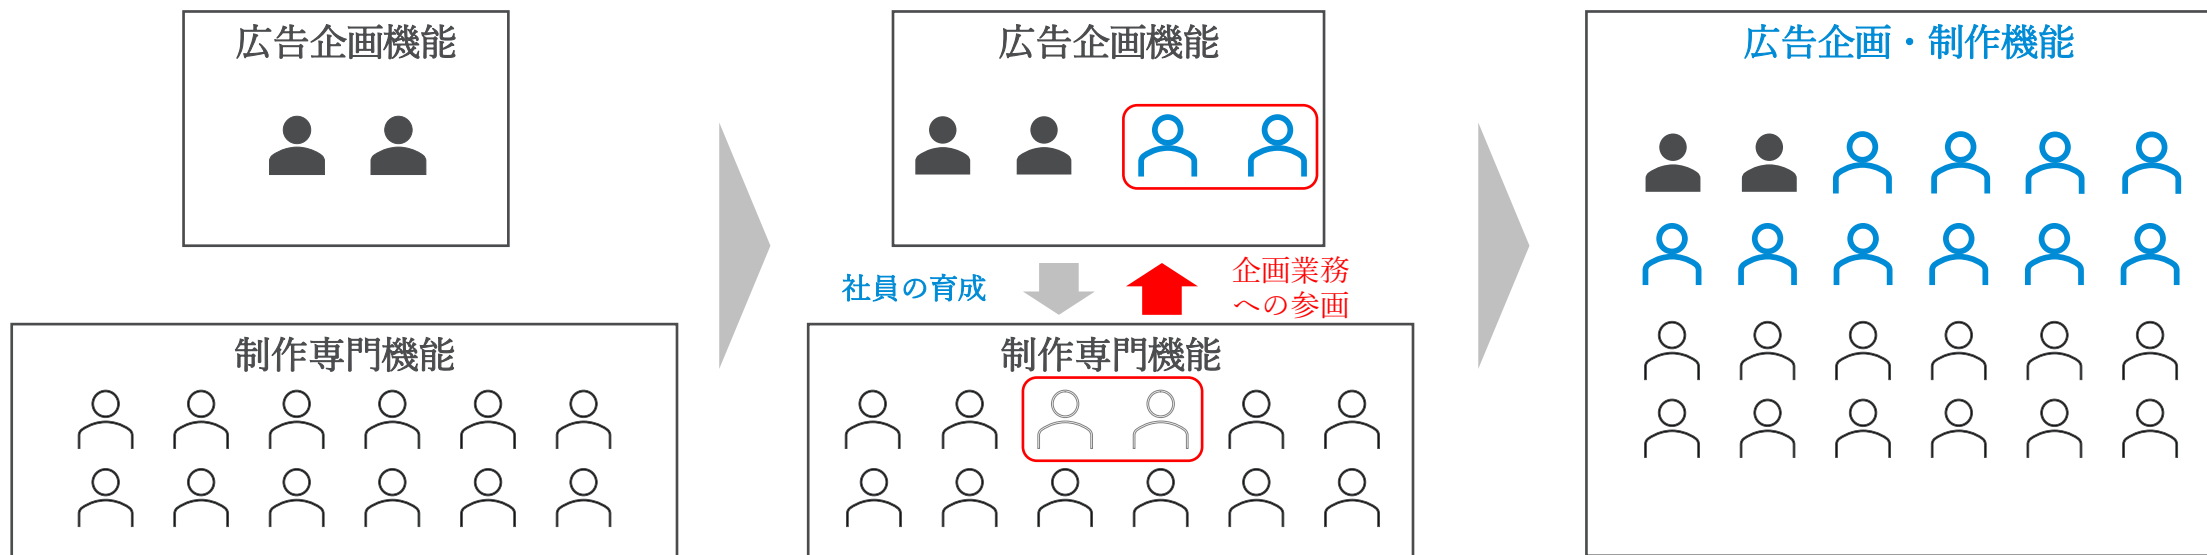 広告企画機能
制作専門機能
広告企画機能
社員の育成
企画業務
への参画
制作専門機能
広告企画・制作機能